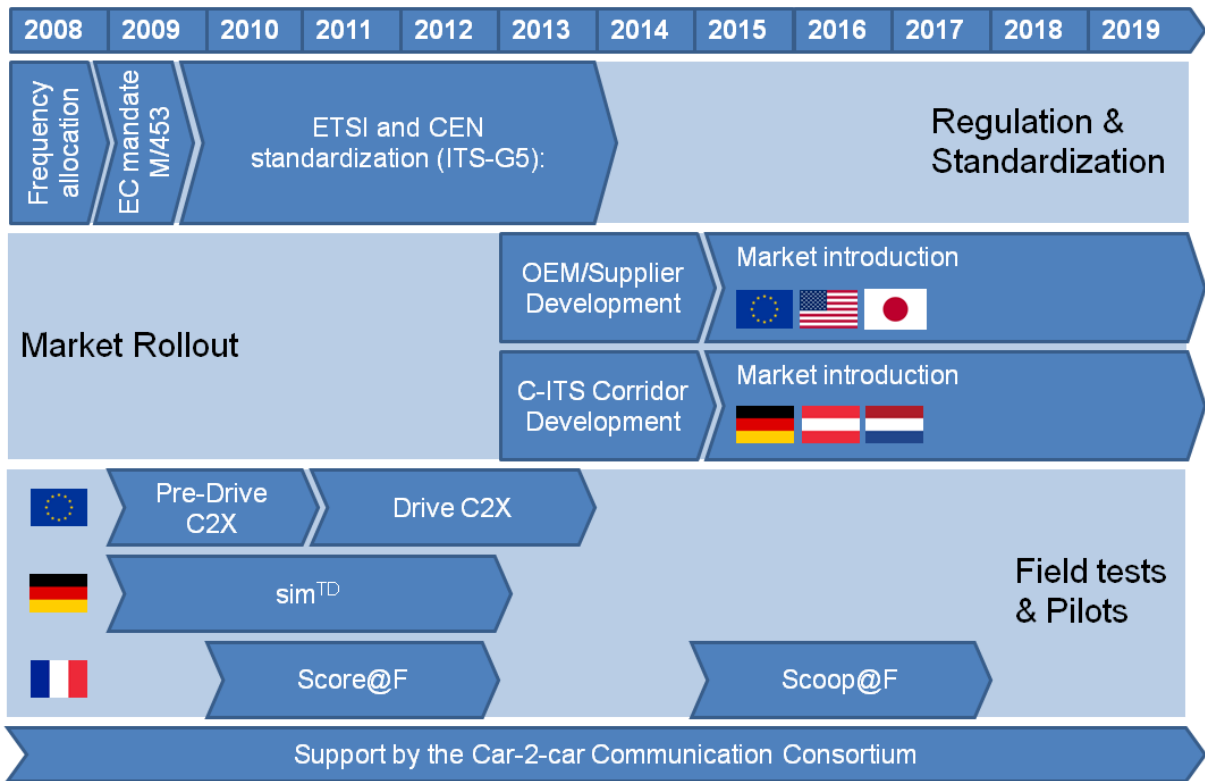 2008 2009 2010 2011 2012 2013 2014 2015 2016 2017 2018 2019
Frequency
allocation
EC mandate
M/453
ETSI and CEN
standardization (ITS-G5):
Regulation &
Standardization
Market Rollout
OEM/Supplier
Development
Market introduction
C-ITS Corridor
Development
Market introduction
Pre-Drive
C2X
Drive C2X
simTD
Field tests
& Pilots
Score@F
Scoop@F
Support by the Car-2-car Communication Consortium